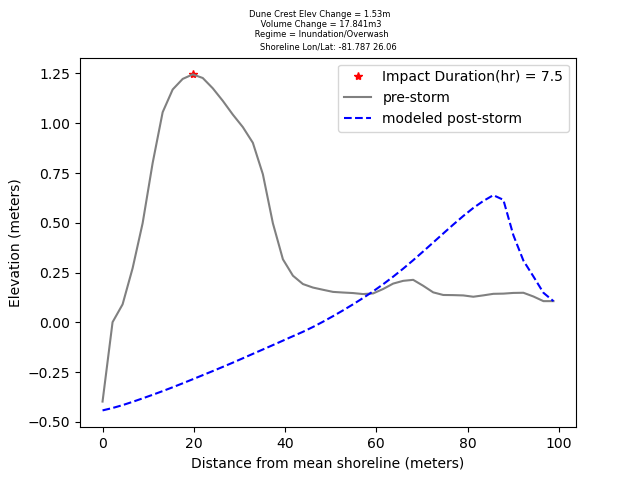 Dune Crest Elev Change = 1.53m
Volume Change = 17.841m3
Regime = Inundation/Overwash
Shoreline Lon/Lat: -81.787 26.06
Impact Duration(hr) = 7.5
pre-storm
modeled post-storm
1.25
1.00
0.75
0.50
0.25
0.00
−0.25
−0.50
Elevation (meters)
0 20 40 60 80 100
Distance from mean shoreline (meters)